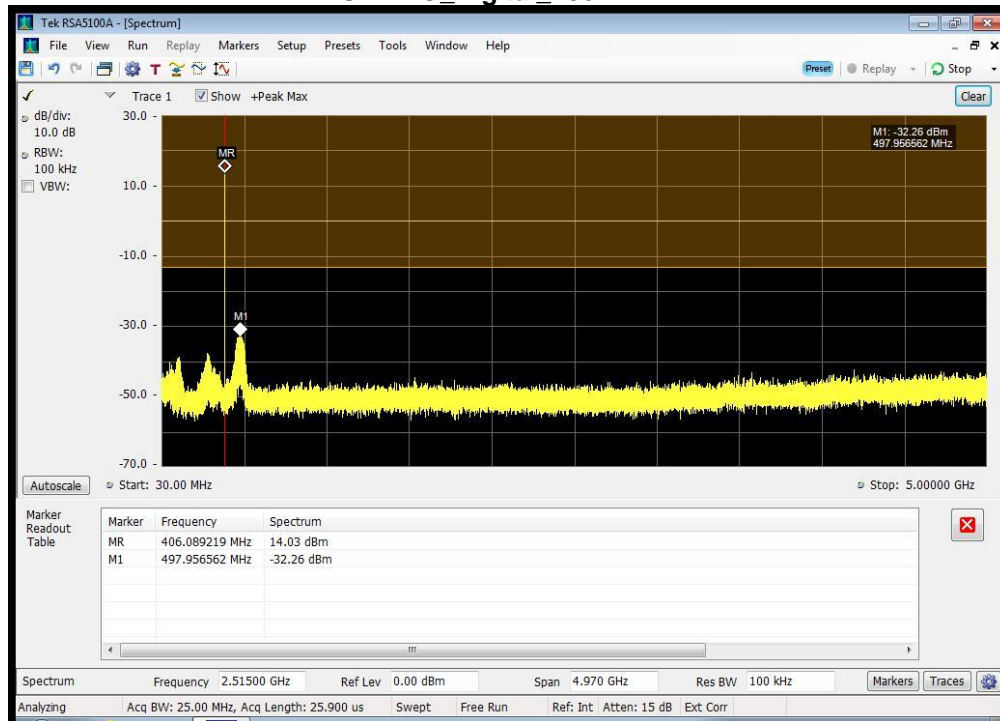 Tek RSA5100A - [Spectrum]
File View Run Replay Markers Setup Presets Tools Window Help
T Preset Replay Stop
Trace 1 Show +Peak Max Clear
dB/div:
10.0 dB
RBW:
100 kHz
VBW:
30.0
10.0
-10.0
-30.0
-50.0
-70.0
MR
M1
M1: -32.26 dBm
497.956562 MHz
Autoscale Start: 30.00 MHz Stop: 5.00000 GHz
Marker
Readout
Table
Marker Frequency Spectrum
MR 406.089219 MHz 14.03 dBm
M1 497.956562 MHz -32.26 dBm
Spectrum Frequency 2.51500 GHz Ref Lev 0.00 dBm Span 4.970 GHz Res BW 100 kHz Markers Traces
Analyzing Acq BW: 25.00 MHz, Acq Length: 25.900 us Swept Free Run Ref: Int Atten: 15 dB Ext Corr